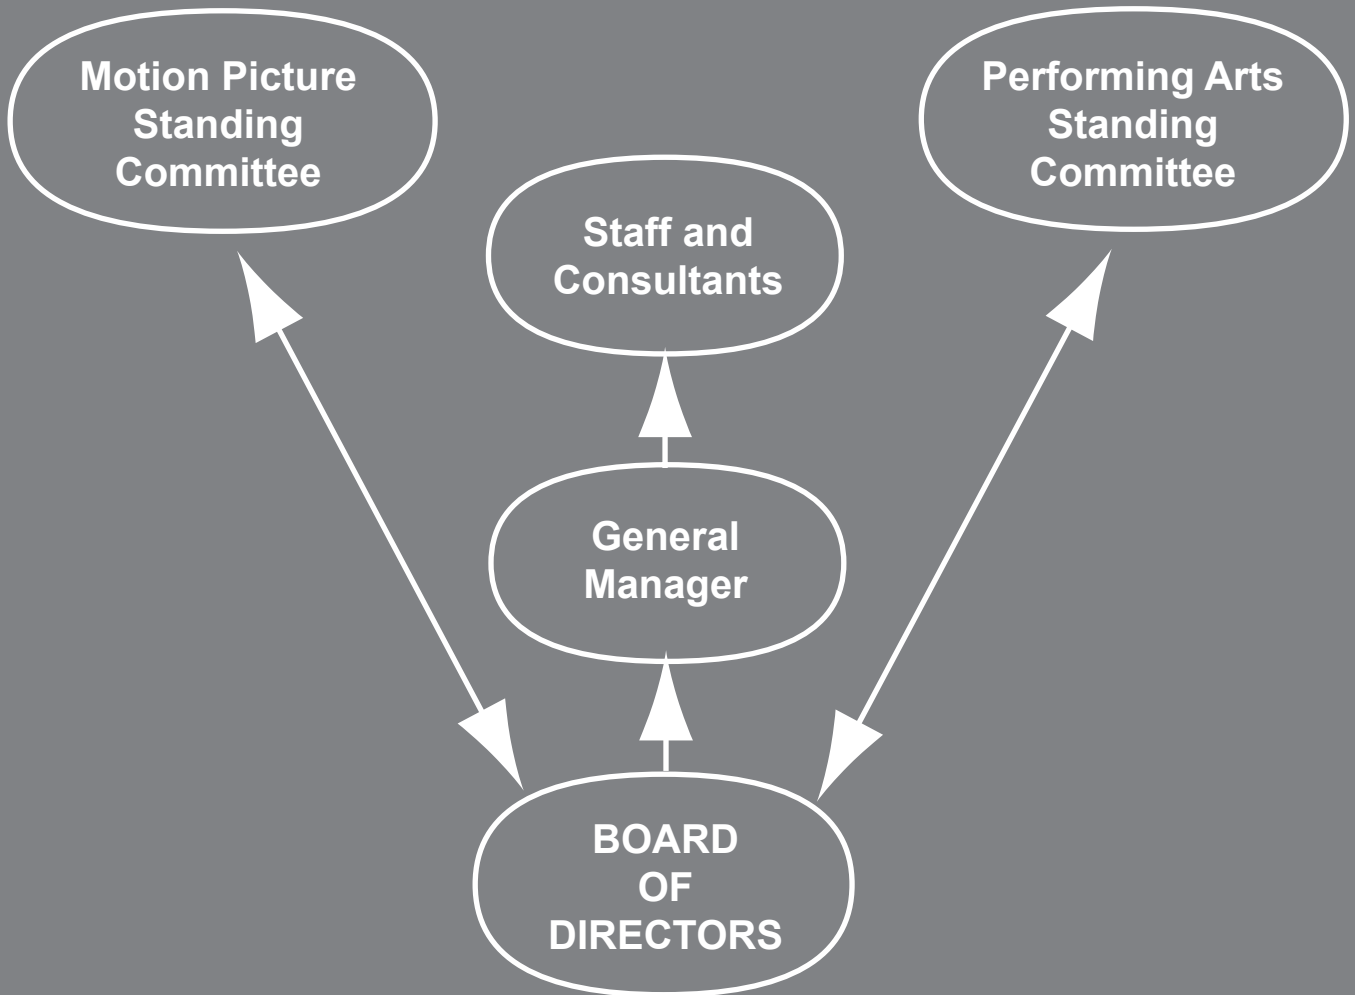 Motion Picture
Standing
Committee
Performing Arts
Standing
Committee
Staff and
Consultants
General
Manager
BOARD
OF
DIRECTORS